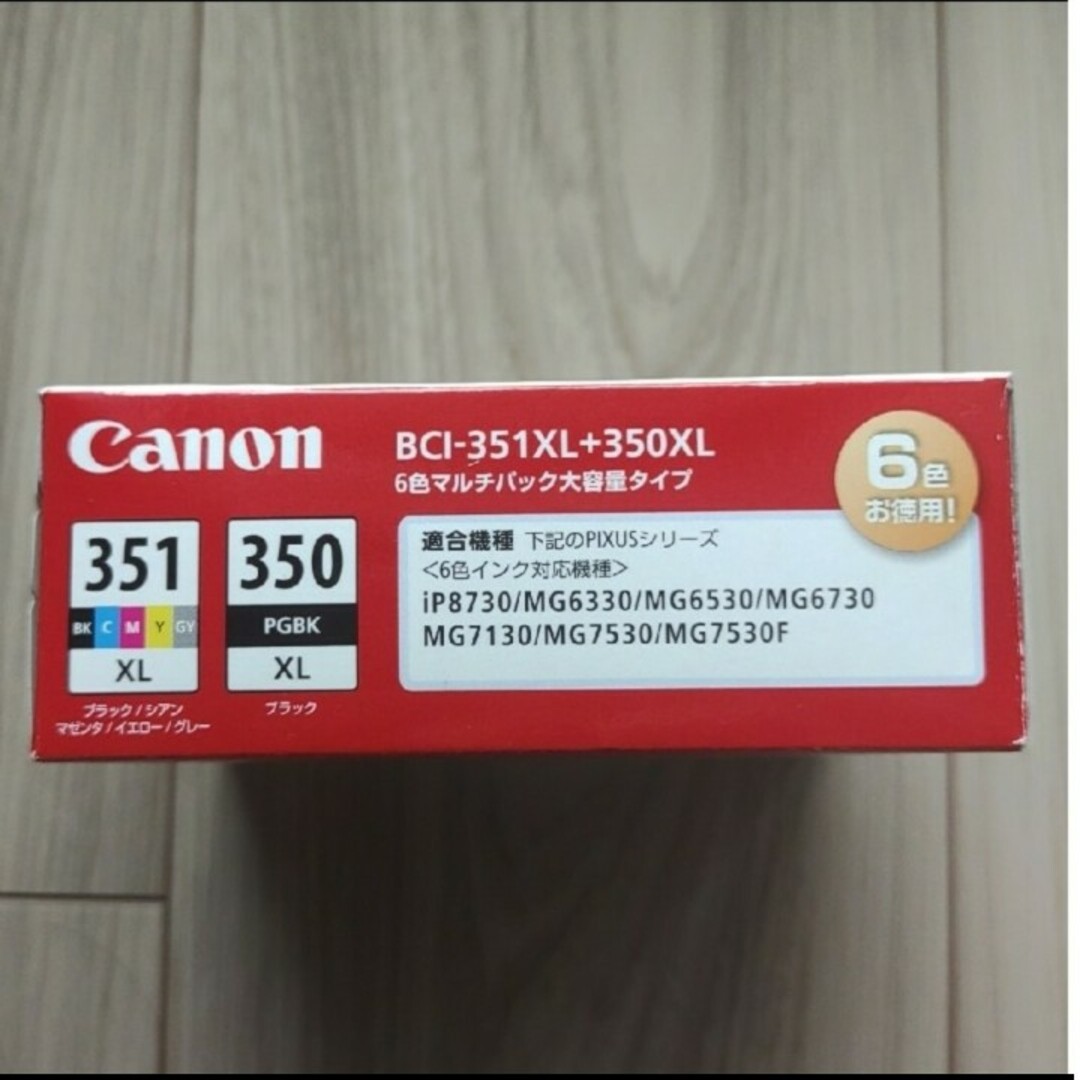 Canon
BCI-351XL+350XL
6色マルチパック大容量タイプ
6色
お徳用!
351
BK C M Y GY
XL
ブラック/シアン
マゼンタ/イエロー/グレー
350
PGBK
XL
ブラック
適合機種 下記のPIXUSシリーズ
<6色インク対応機種>
iP8730/MG6330/MG6530/MG6730
MG7130/MG7530/MG7530F